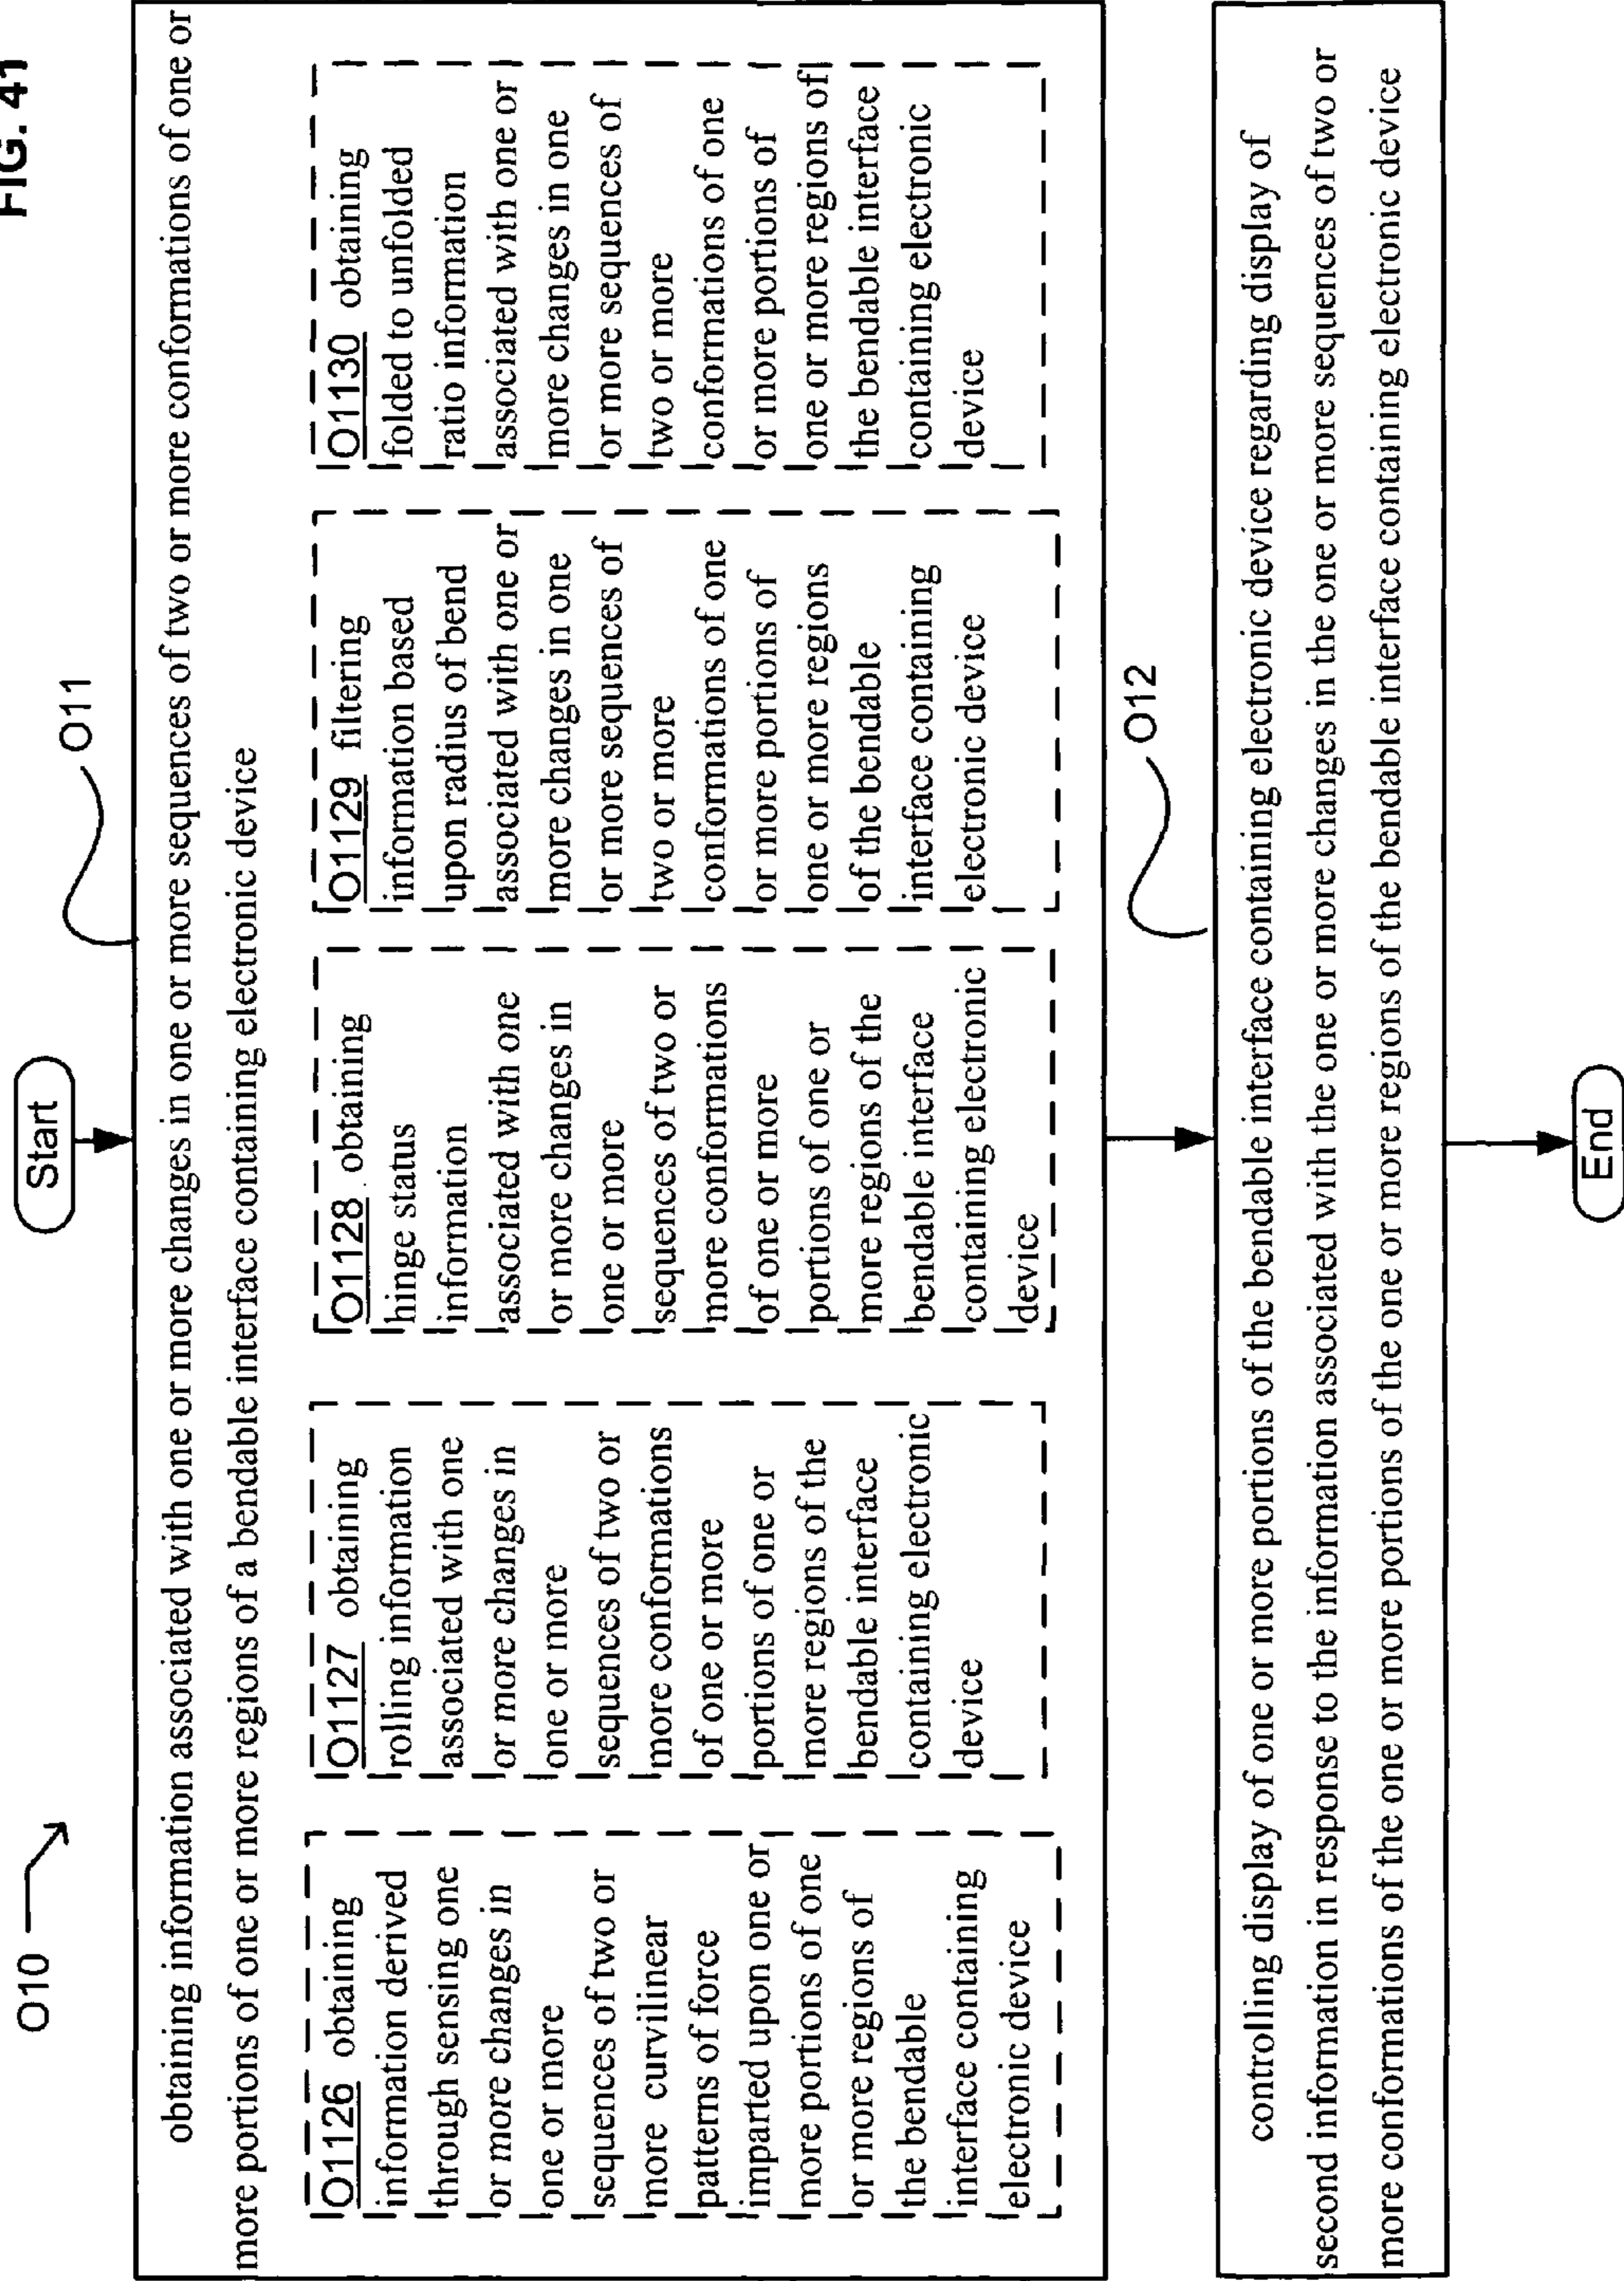 FIG. 41
O10
Start
O11
obtaining information associated with one or more changes in one or more sequences of two or more conformations of one or
more portions of one or more regions of a bendable interface containing electronic device
O1126 obtaining
information derived
through sensing one
or more changes in
one or more
sequences of two or
more curvilinear
patterns of force
imparted upon one or
more portions of one
or more regions of
the bendable
interface containing
electronic device
O1127 obtaining
rolling information
associated with one
or more changes in
one or more
sequences of two or
more conformations
of one or more
portions of one or
more regions of the
bendable interface
containing electronic
device
O1128 obtaining
hinge status
information
associated with one
or more changes in
one or more
sequences of two or
more conformations
of one or more
portions of one or
more regions of the
bendable interface
containing electronic
device
O1129 filtering
information based
upon radius of bend
associated with one or
more changes in one
or more sequences of
two or more
conformations of one
or more portions of
one or more regions
of the bendable
interface containing
electronic device
O1130 obtaining
folded to unfolded
ratio information
associated with one or
more changes in one
or more sequences of
two or more
conformations of one
or more portions of
one or more regions of
the bendable interface
containing electronic
device
O12
controlling display of one or more portions of the bendable interface containing electronic device regarding display of
second information in response to the information associated with the one or more changes in the one or more sequences of two or
more conformations of the one or more portions of the one or more regions of the bendable interface containing electronic device
End